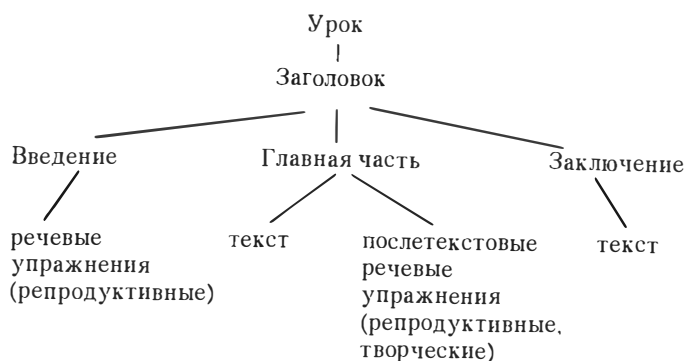 Урок
Заголовок
Введение
Главная часть
Заключение
речевые
упражнения
(репродуктивные)
текст
послетекстовые
речевые
упражнения
(репродуктивные,
творческие)
текст